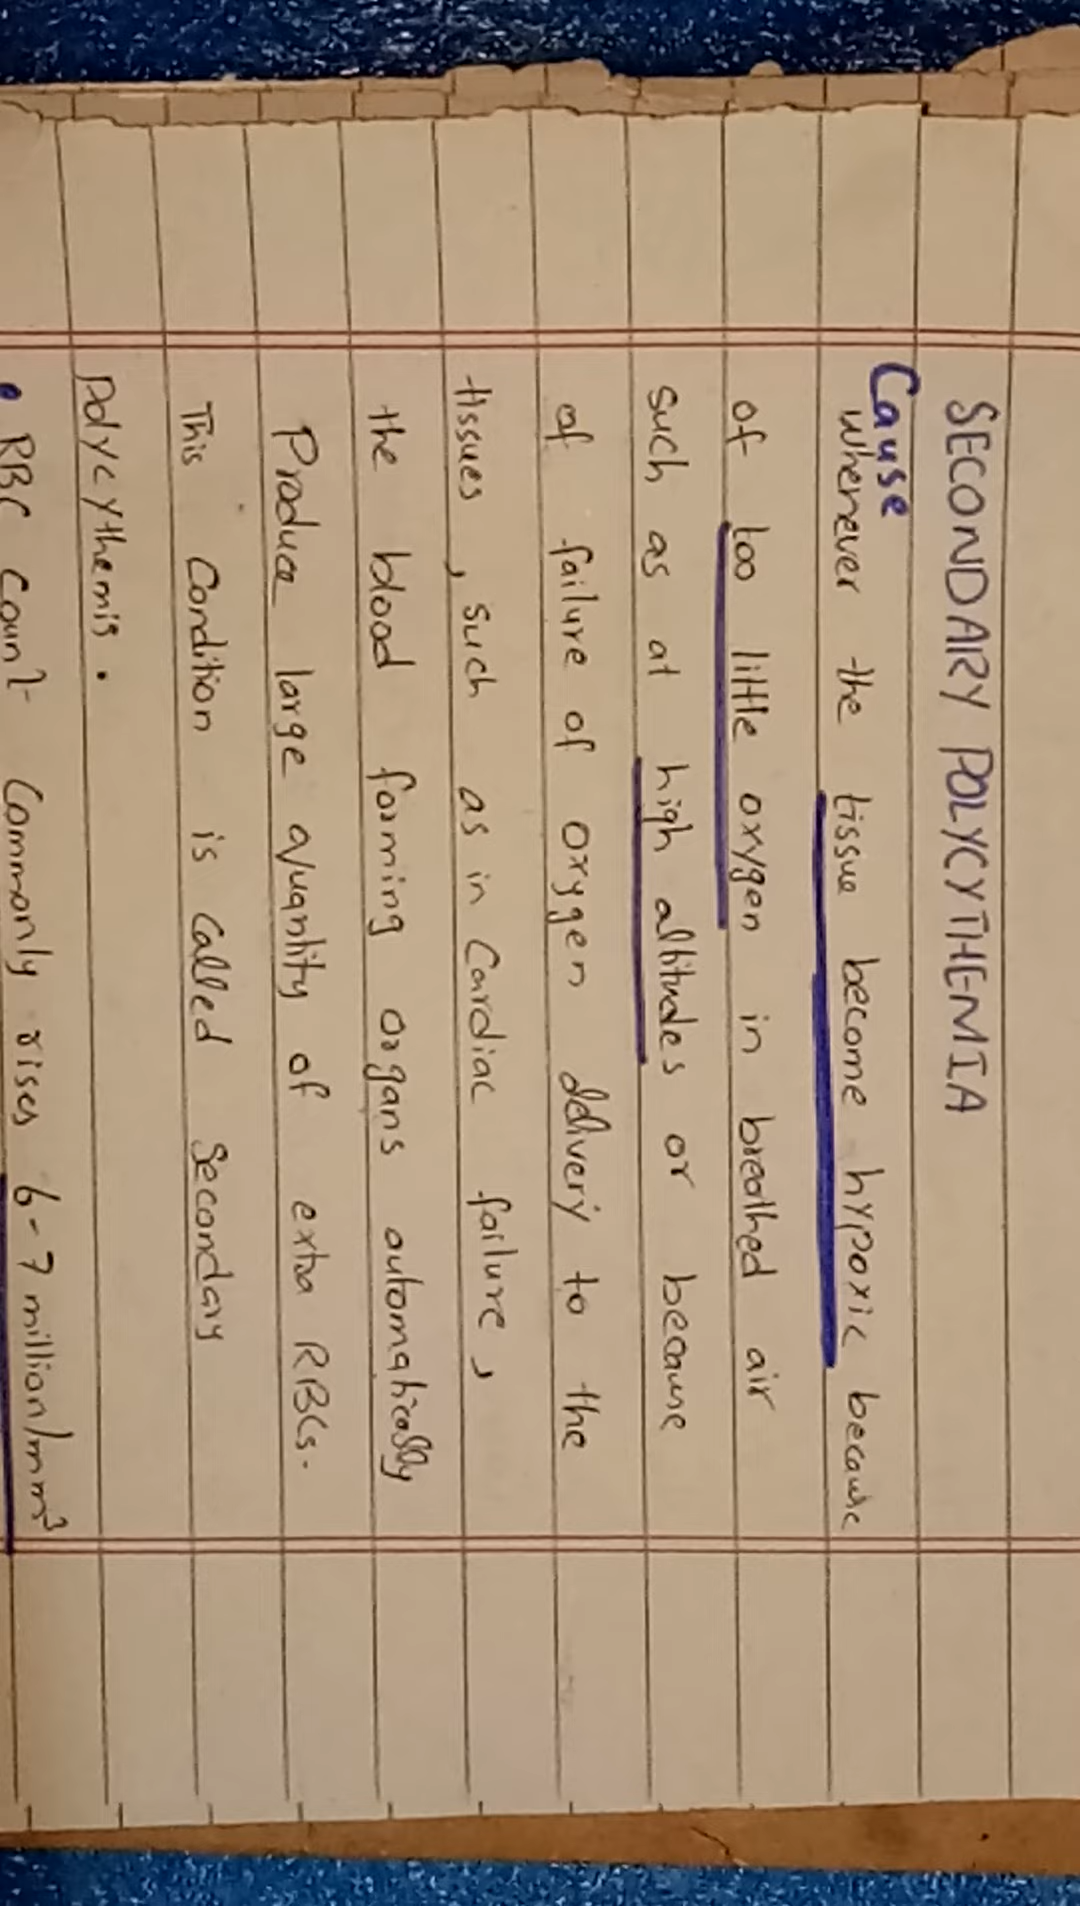 SECONDARY POLYCYTHEMIA
Cause
whenever the tissue become hypoxic because
of too little oxygen in breathed air
such as at high altitudes or because
of failure of oxygen delivery to the
tissues, such as in Cardiac failure,
the blood forming organs automatically
Produce large quantity of extra RBCs.
This Condition is Called Secondary
Polycythemis.
• RBC Count Commonly rises 6-7 million/mm³